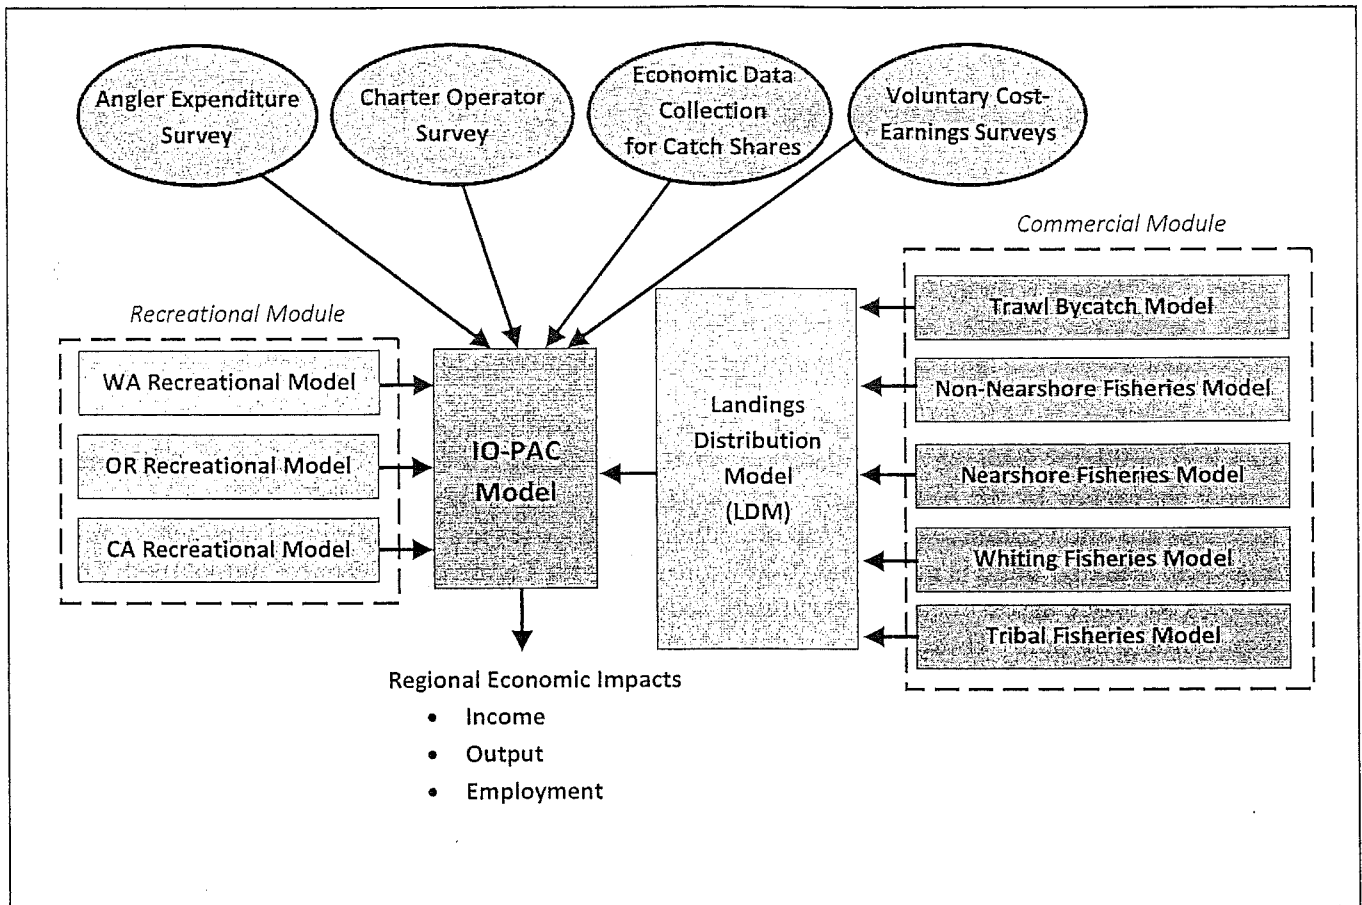 Angler Expenditure
Survey
Charter Operator
Survey
Economic Data
Collection
for Catch Shares
Voluntary Cost-
Earnings Surveys
Commercial Module
Trawl Bycatch Model
Non-Nearshore Fisheries Model
Nearshore Fisheries Model
Whiting Fisheries Model
Tribal Fisheries Model
Landings
Distribution
Model
(LDM)
Recreational Module
WA Recreational Model
OR Recreational Model
CA Recreational Model
IO-PAC
Model
Regional Economic Impacts
• Income
• Output
• Employment